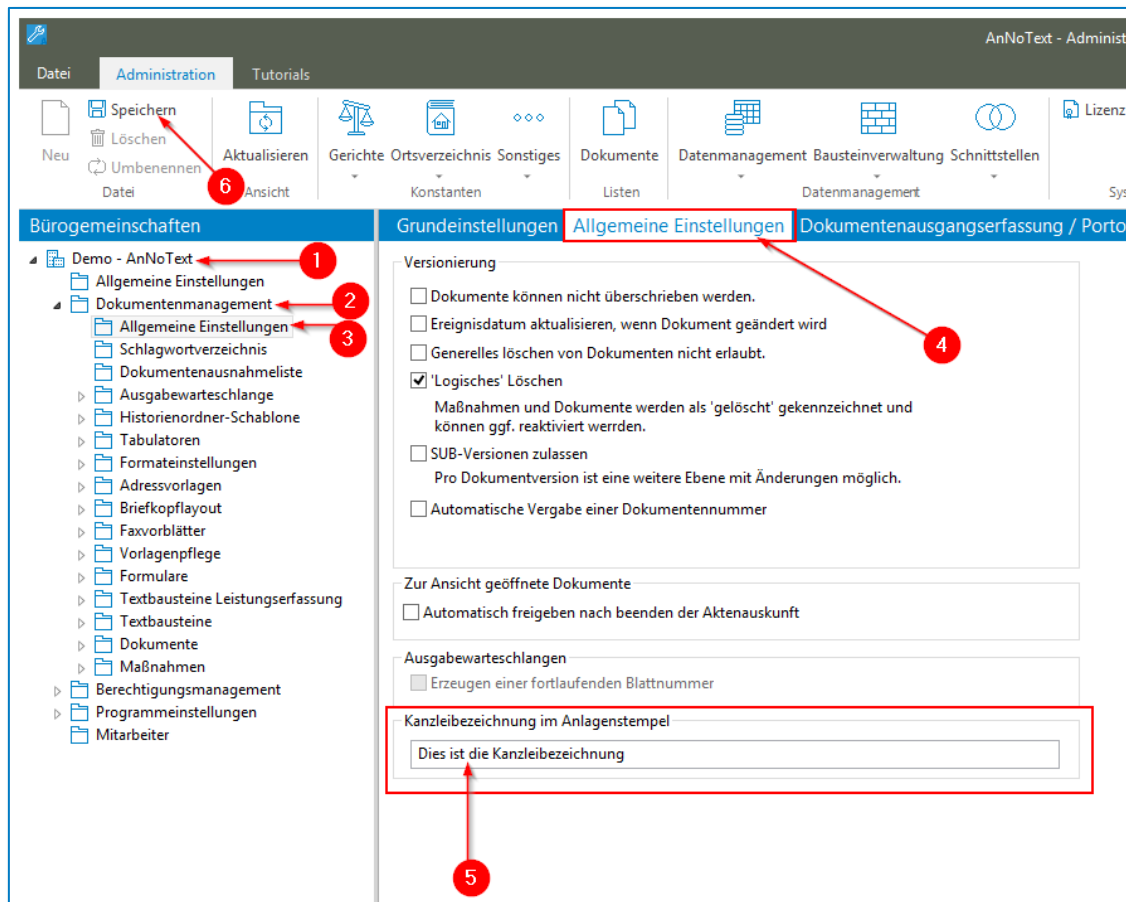 AnNoText - Administ
Datei Administration Tutorials
Neu
Speichern
Löschen
Umbenennen
Datei
Aktualisieren
Ansicht
Gerichte Ortsverzeichnis Sonstiges
Konstanten
Dokumente
Listen
Datenmanagement Bausteinverwaltung Schnittstellen
Datenmanagement
Lizenz
Sys
6
Bürogemeinschaften
Demo - AnNoText
1
Allgemeine Einstellungen
Dokumentenmanagement
2
Allgemeine Einstellungen
3
Schlagwortverzeichnis
Dokumentenausnahmeliste
Ausgabewarteschlange
Historienordner-Schablone
Tabulatoren
Formateinstellungen
Adressvorlagen
Briefkopflayout
Faxvorblätter
Vorlagenpflege
Formulare
Textbausteine Leistungserfassung
Textbausteine
Dokumente
Maßnahmen
Berechtigungsmanagement
Programmeinstellungen
Mitarbeiter
Grundeinstellungen Allgemeine Einstellungen Dokumentenausgangserfassung / Porto
Versionierung
Dokumente können nicht überschrieben werden.
Ereignisdatum aktualisieren, wenn Dokument geändert wird
4
Generelles löschen von Dokumenten nicht erlaubt.
'Logisches' Löschen
Maßnahmen und Dokumente werden als 'gelöscht' gekennzeichnet und
können ggf. reaktiviert werrden.
SUB-Versionen zulassen
Pro Dokumentversion ist eine weitere Ebene mit Änderungen möglich.
Automatische Vergabe einer Dokumentennummer
Zur Ansicht geöffnete Dokumente
Automatisch freigeben nach beenden der Aktenauskunft
Ausgabewarteschlangen
Erzeugen einer fortlaufenden Blattnummer
Kanzleibezeichnung im Anlagenstempel
Dies ist die Kanzleibezeichnung
5